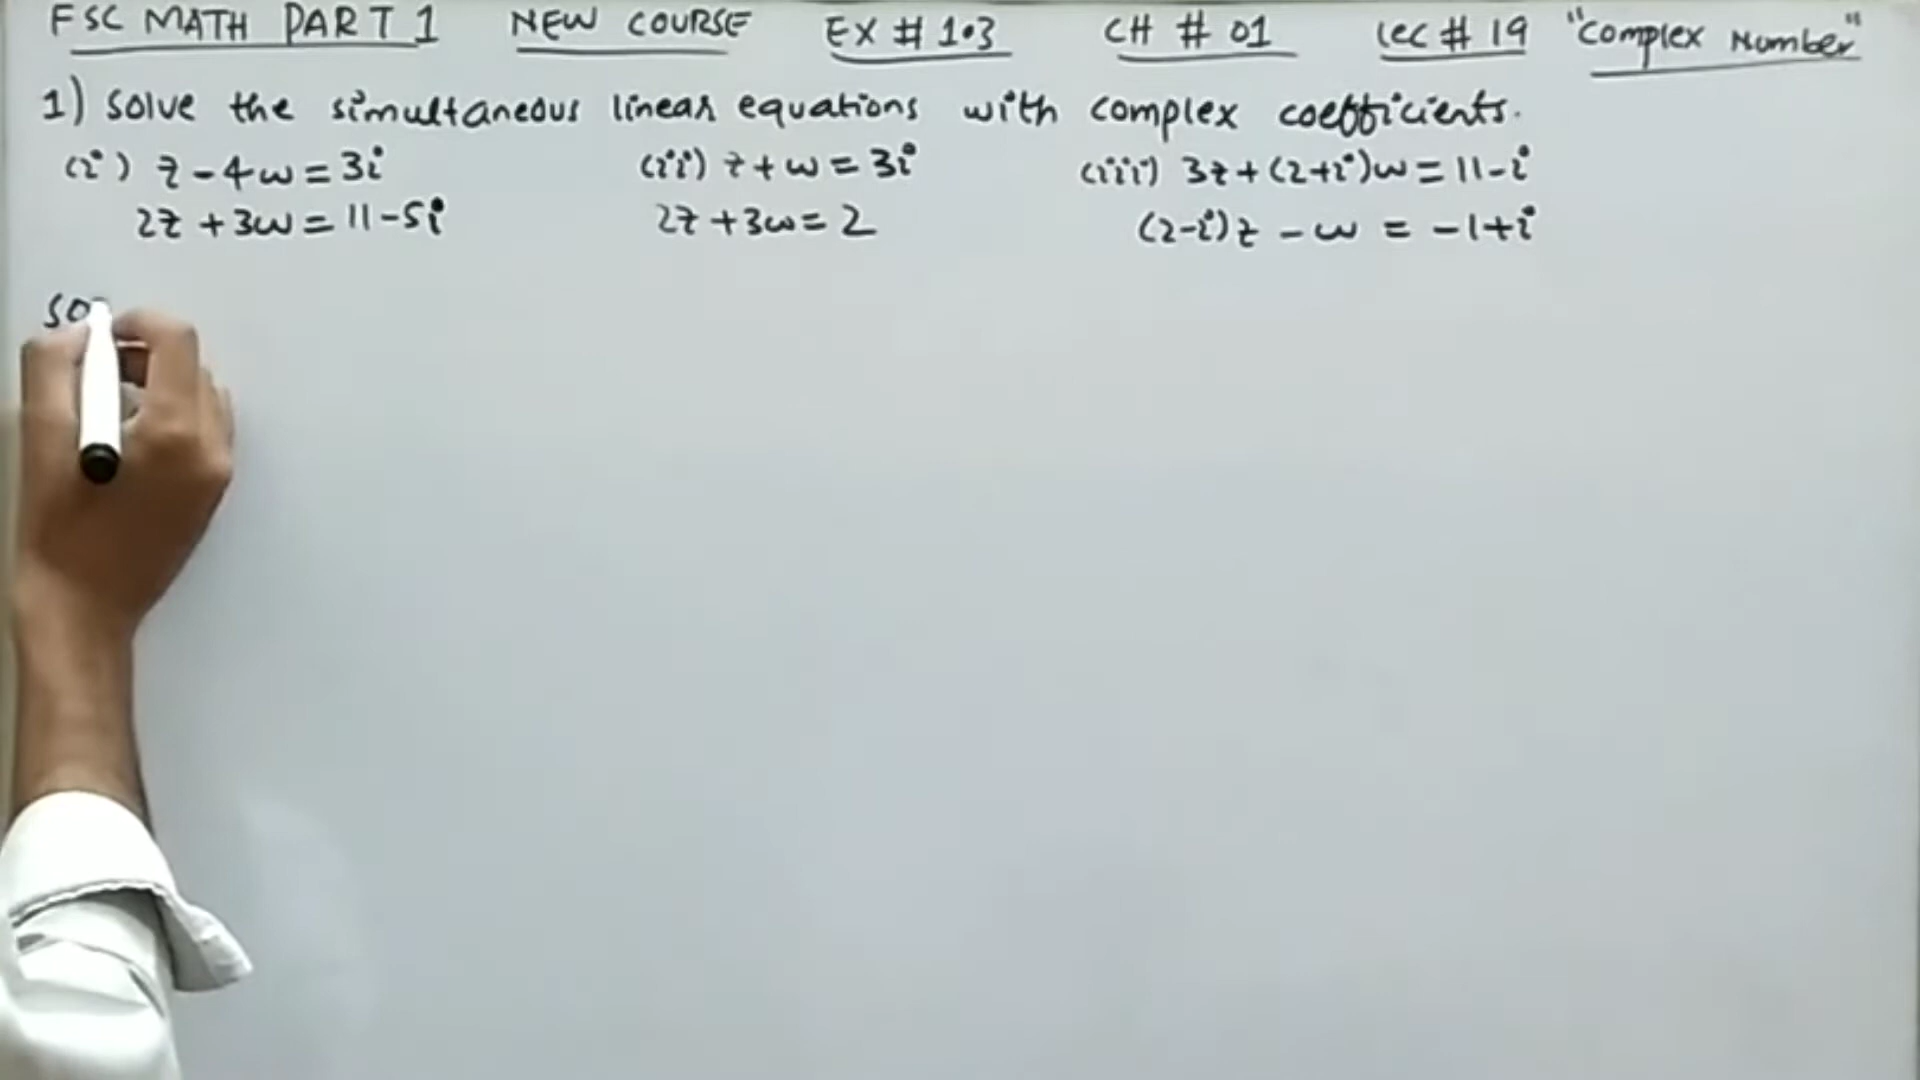 FSC MATH PART 1 NEW COURSE EX # 1.3 CH # 01 Lec # 19 "Complex Number"
1) Solve the simultaneous linear equations with complex coefficients.
(i) z - 4w = 3i (ii) z + w = 3i (iii) 3z + (2+i)w = 11-i
2z + 3w = 11-5i 2z + 3w = 2 (2-i)z - w = -1+i
so